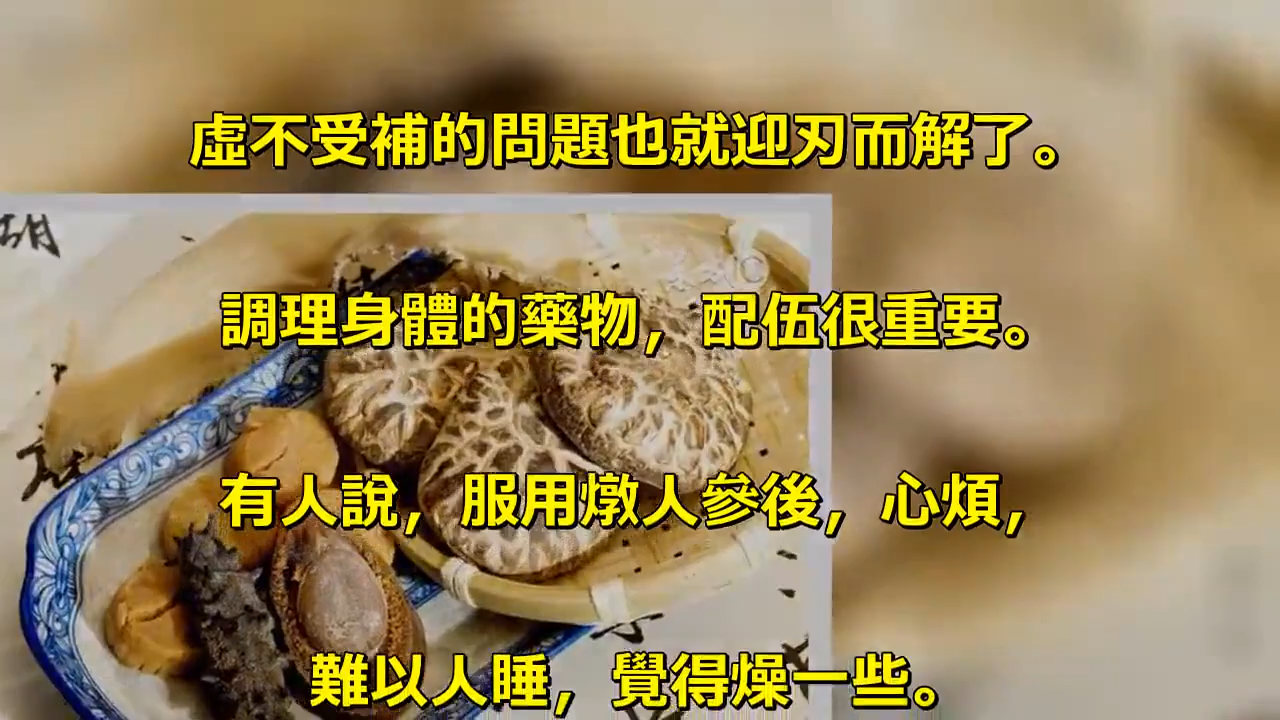 虛不受補的問題也就迎刃而解了。
調理身體的藥物，配伍很重要。
有人說，服用燉人參後，心煩，
難以人睡，覺得燥一些。